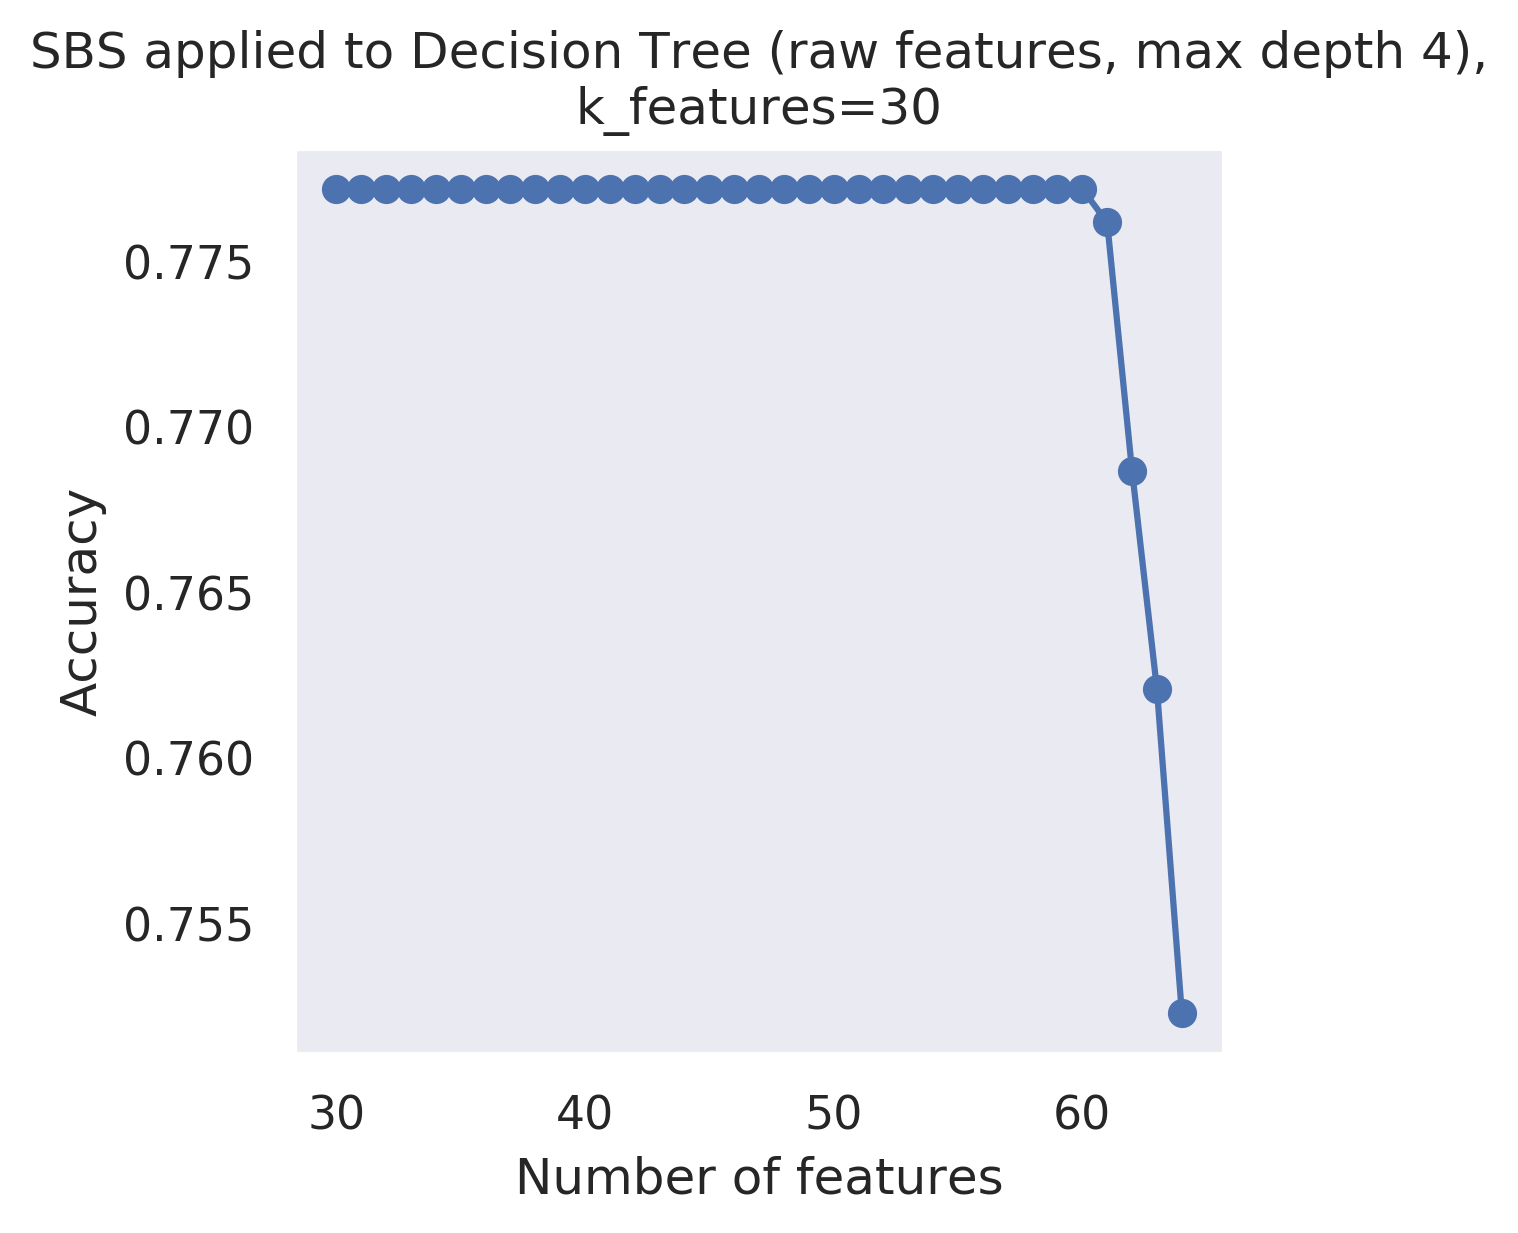 SBS applied to Decision Tree (raw features, max depth 4),
k_features=30
0.775
0.770
0.765
0.760
0.755
Accuracy
30 40 50 60
Number of features